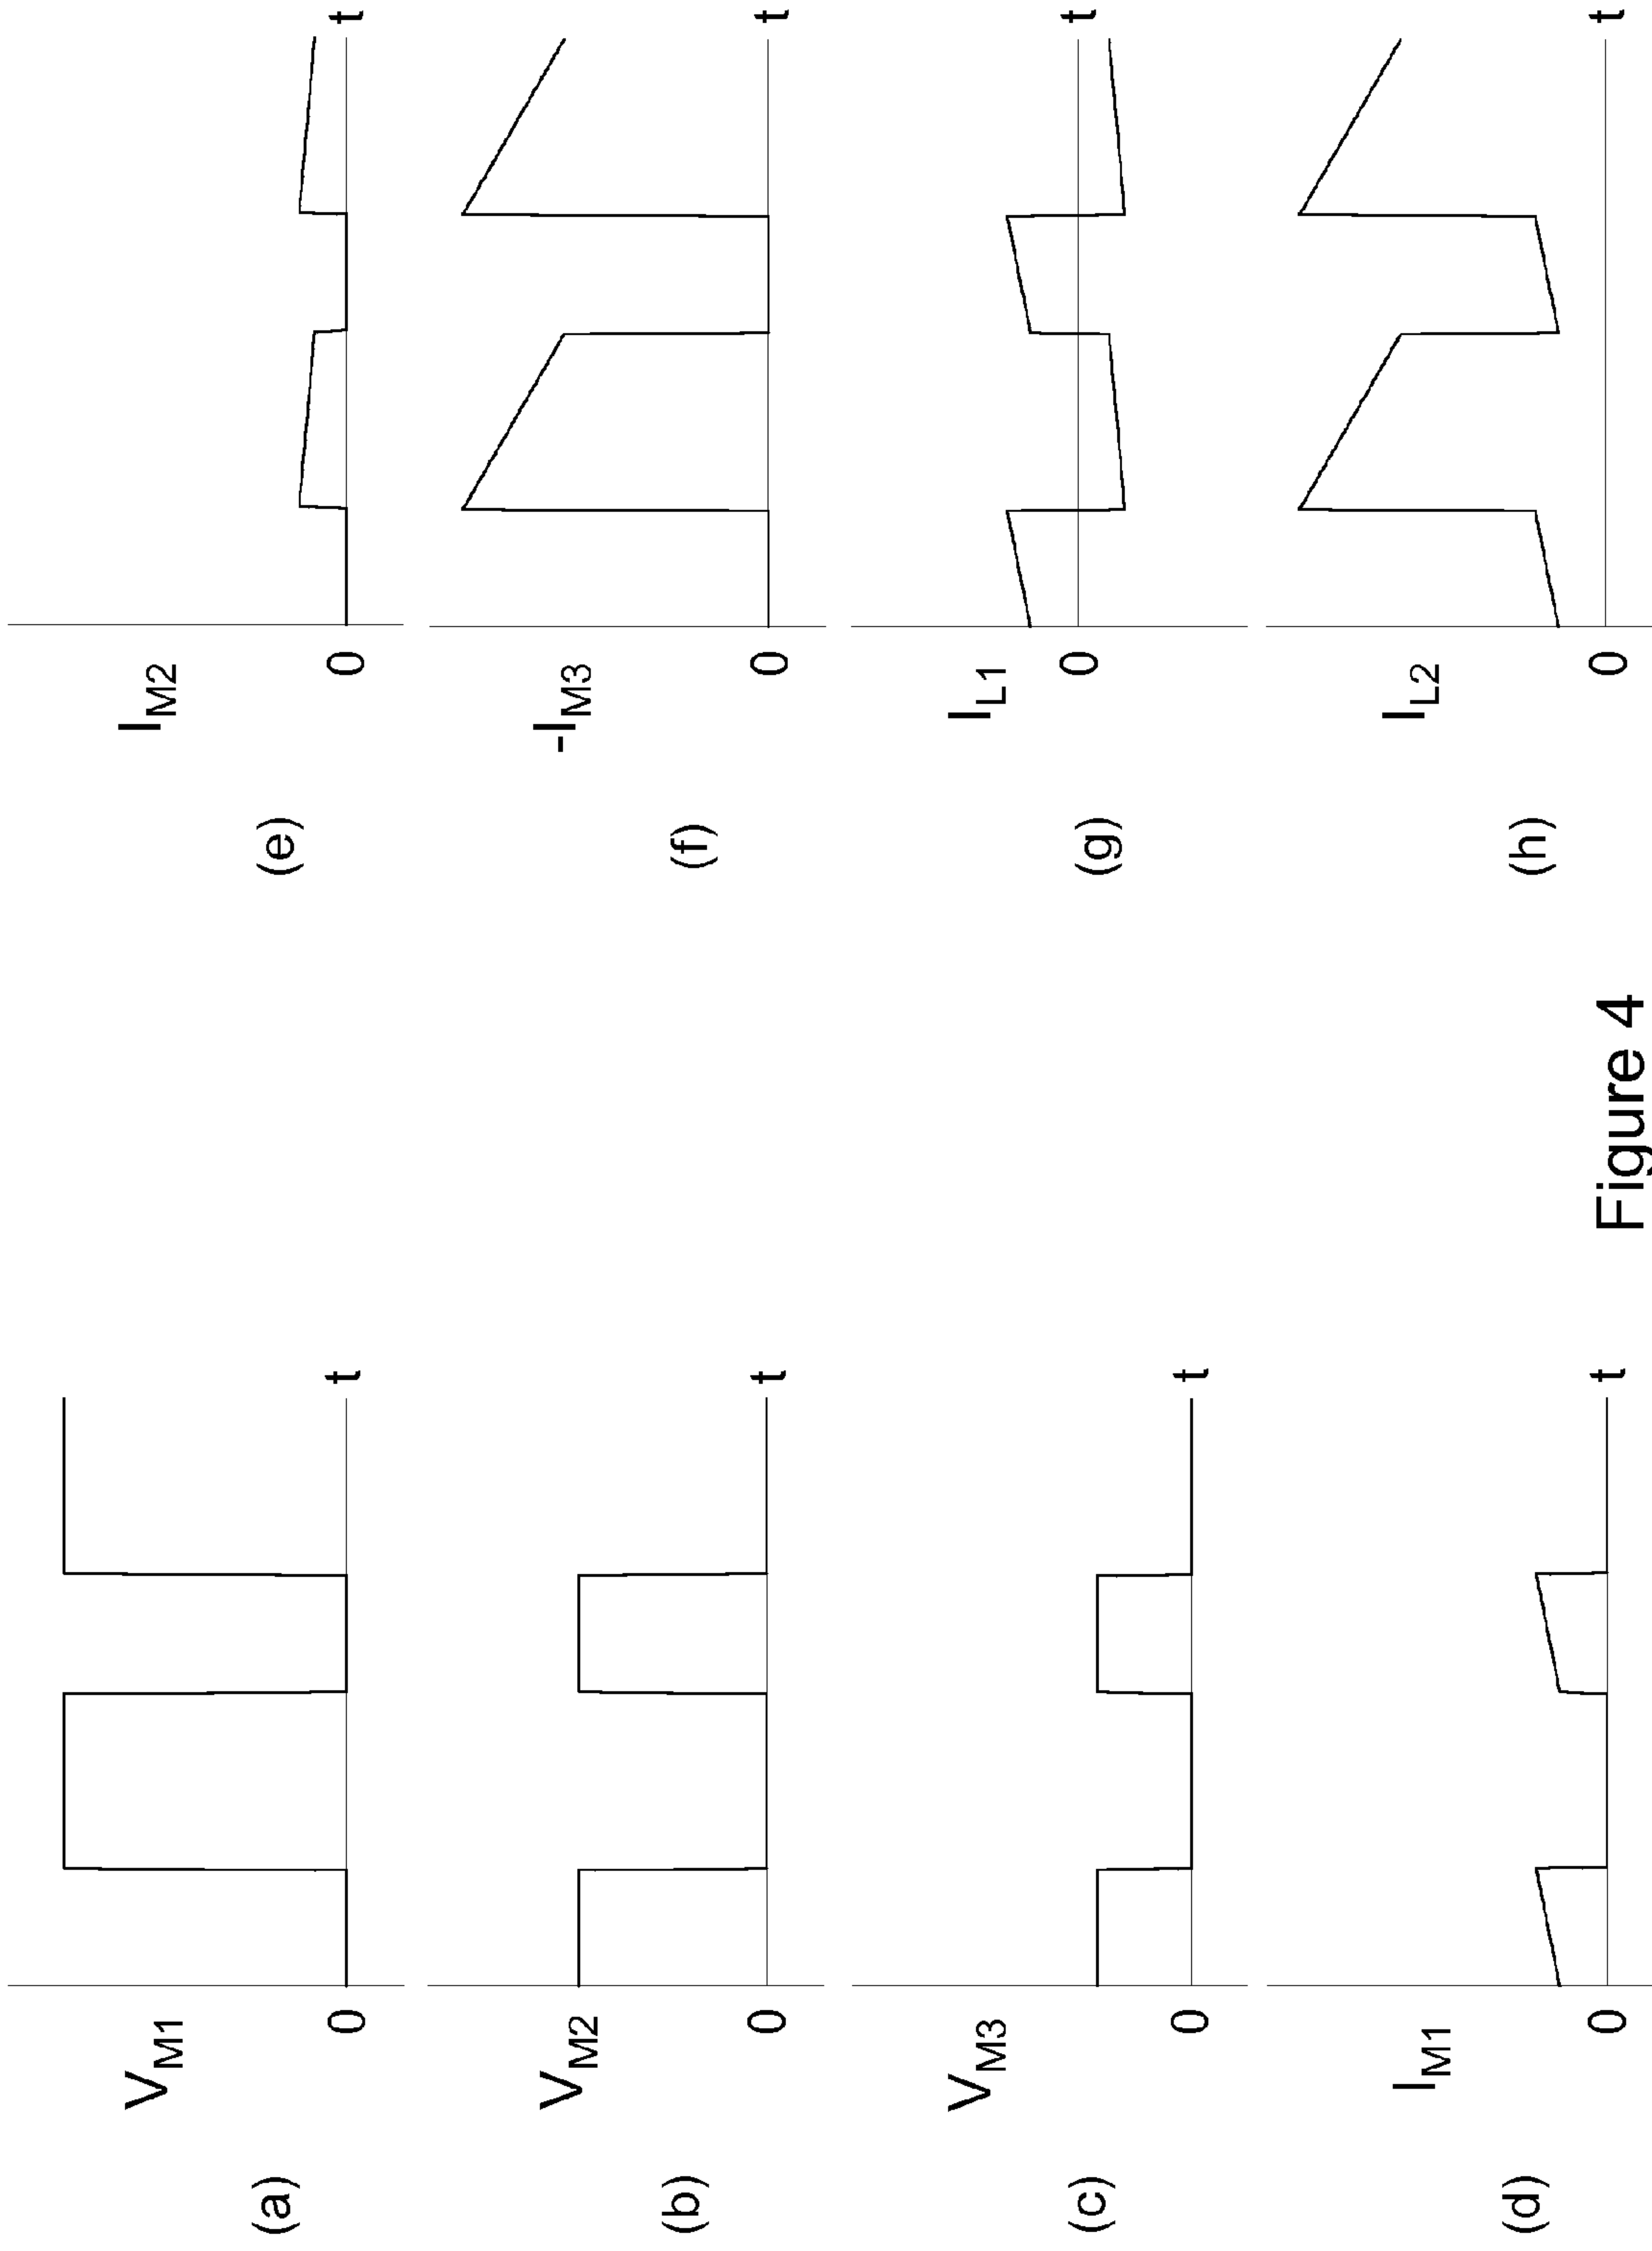 (a)
V_M1
0
t
(b)
V_M2
0
t
(c)
V_M3
0
t
(d)
I_M1
0
t
(e)
I_M2
0
t
(f)
-I_M3
0
t
(g)
I_L1
0
t
(h)
I_L2
0
t
Figure 4